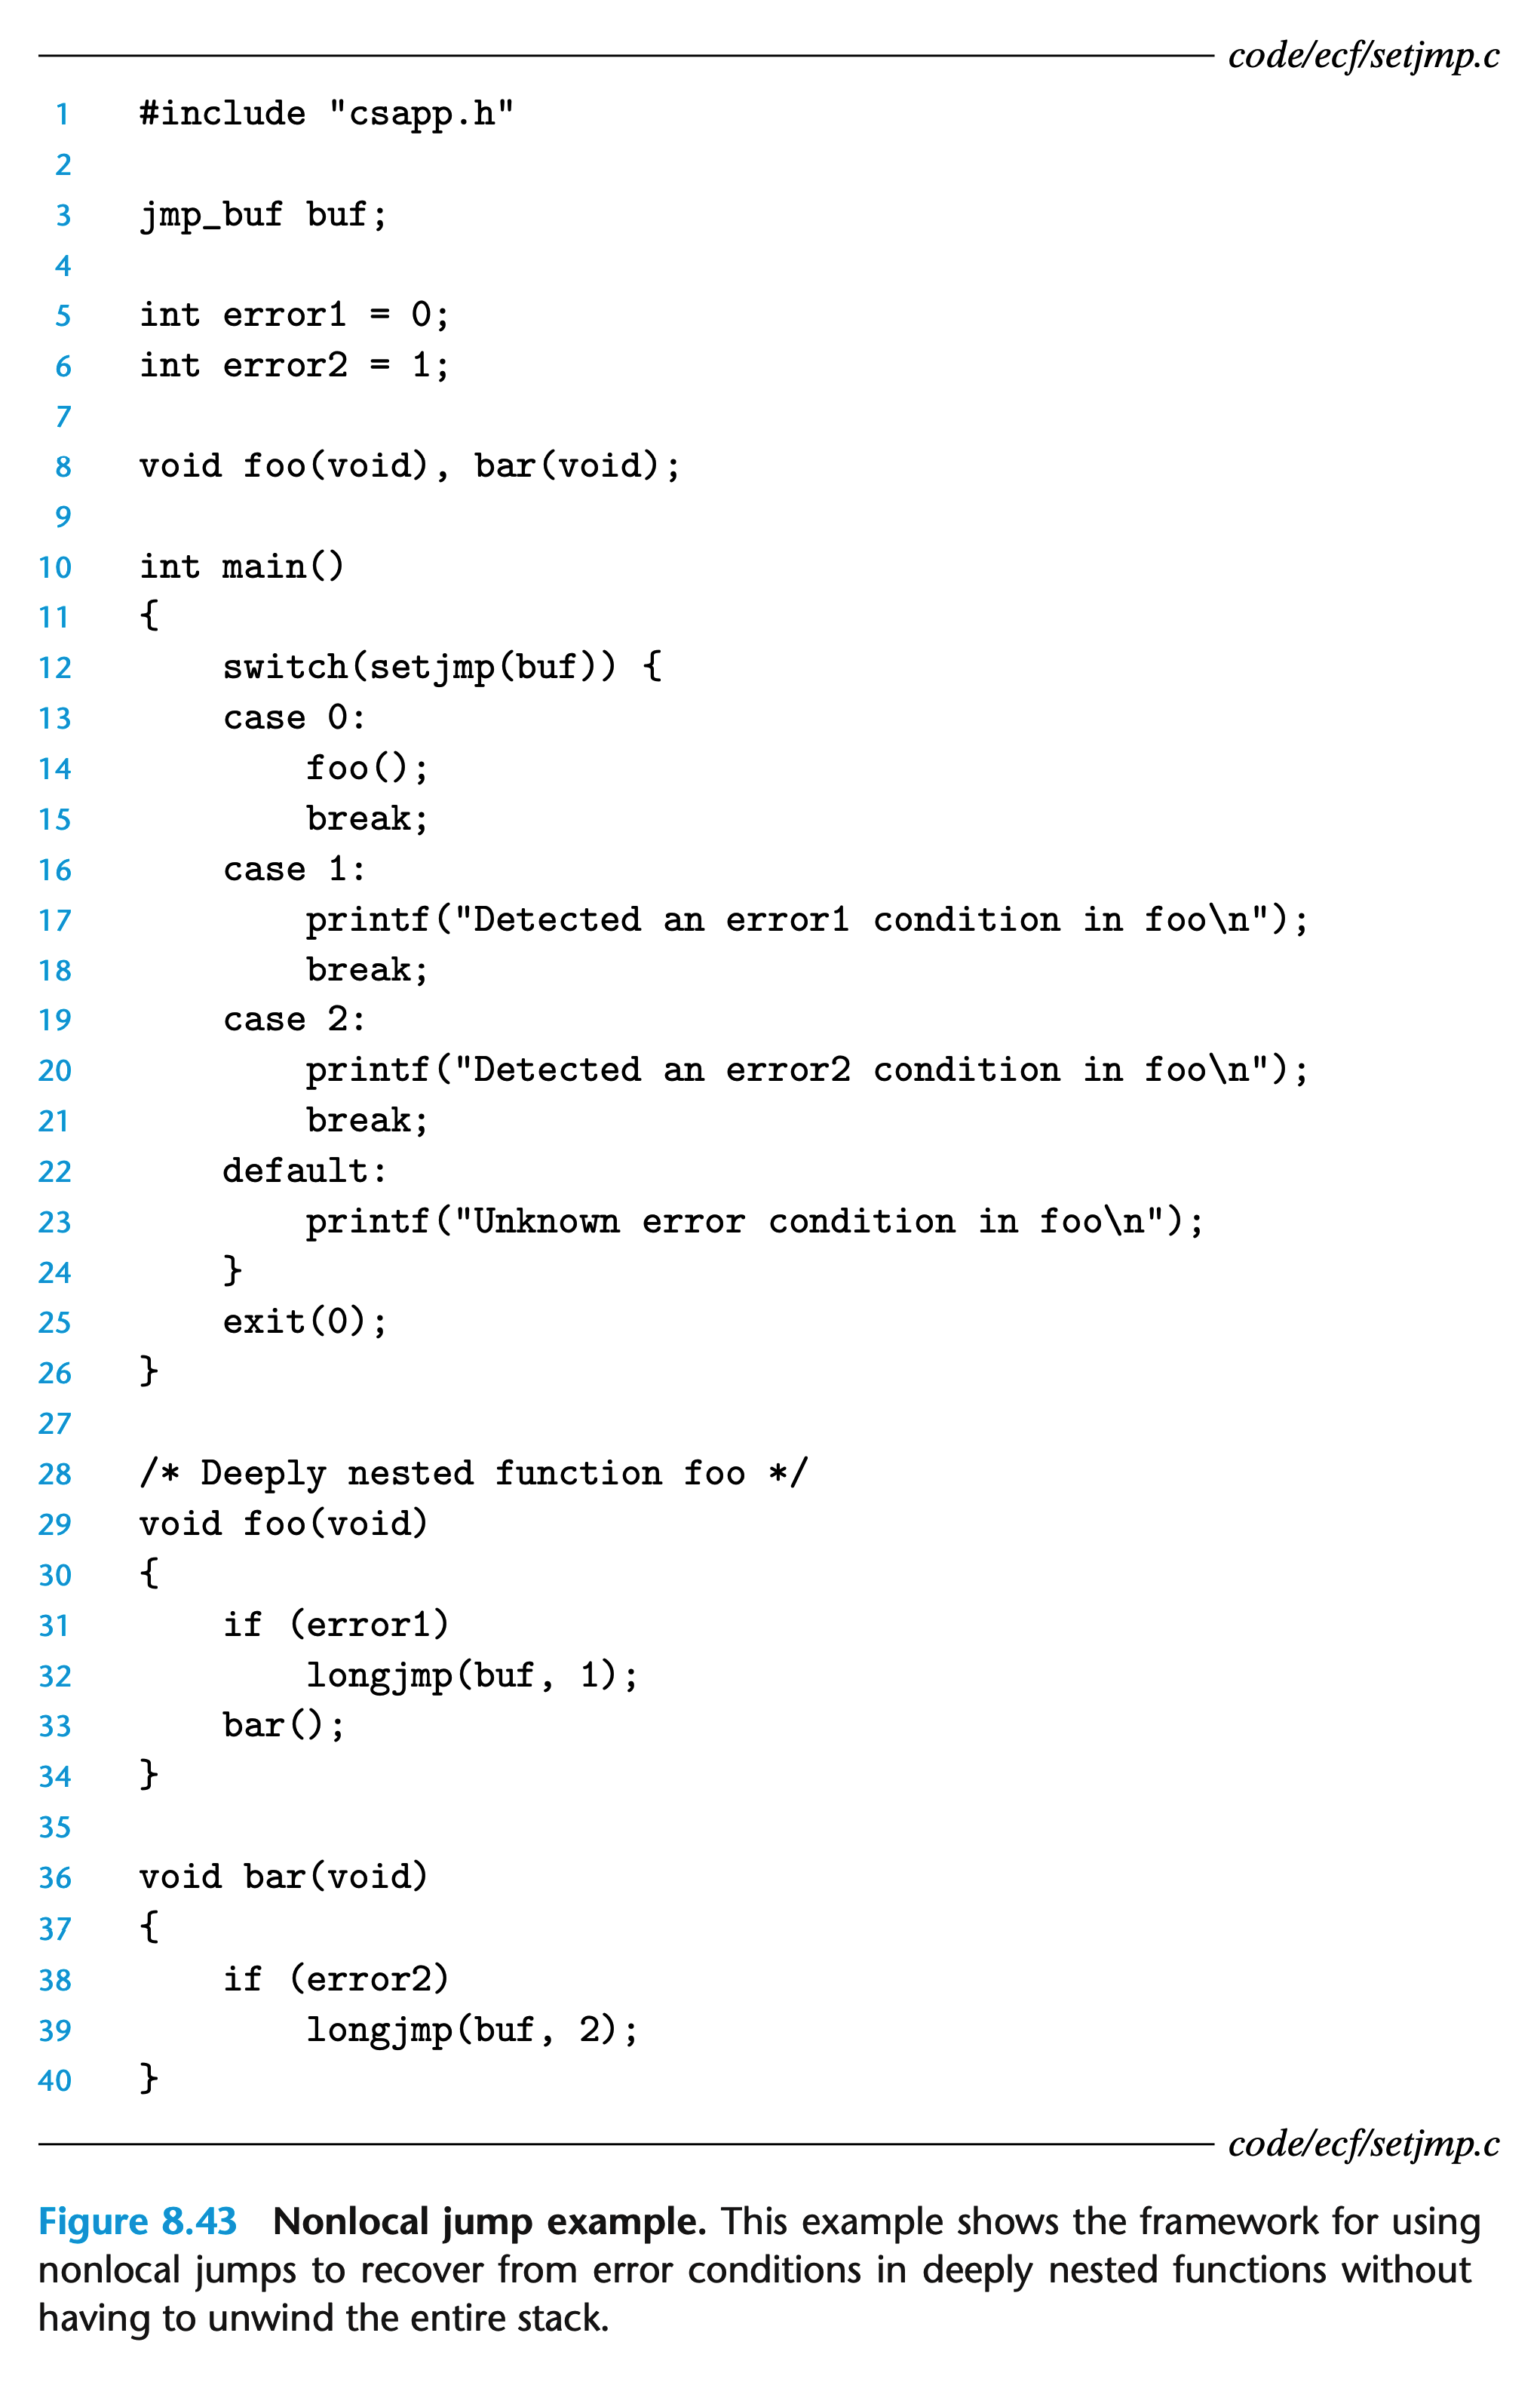 code/ecf/setjmp.c
1 #include "csapp.h"
2
3 jmp_buf buf;
4
5 int error1 = 0;
6 int error2 = 1;
7
8 void foo(void), bar(void);
9
10 int main()
11 {
12     switch(setjmp(buf)) {
13     case 0:
14         foo();
15         break;
16     case 1:
17         printf("Detected an error1 condition in foo\n");
18         break;
19     case 2:
20         printf("Detected an error2 condition in foo\n");
21         break;
22     default:
23         printf("Unknown error condition in foo\n");
24     }
25     exit(0);
26 }
27
28 /* Deeply nested function foo */
29 void foo(void)
30 {
31     if (error1)
32         longjmp(buf, 1);
33     bar();
34 }
35
36 void bar(void)
37 {
38     if (error2)
39         longjmp(buf, 2);
40 }
code/ecf/setjmp.c
Figure 8.43 Nonlocal jump example. This example shows the framework for using
nonlocal jumps to recover from error conditions in deeply nested functions without
having to unwind the entire stack.